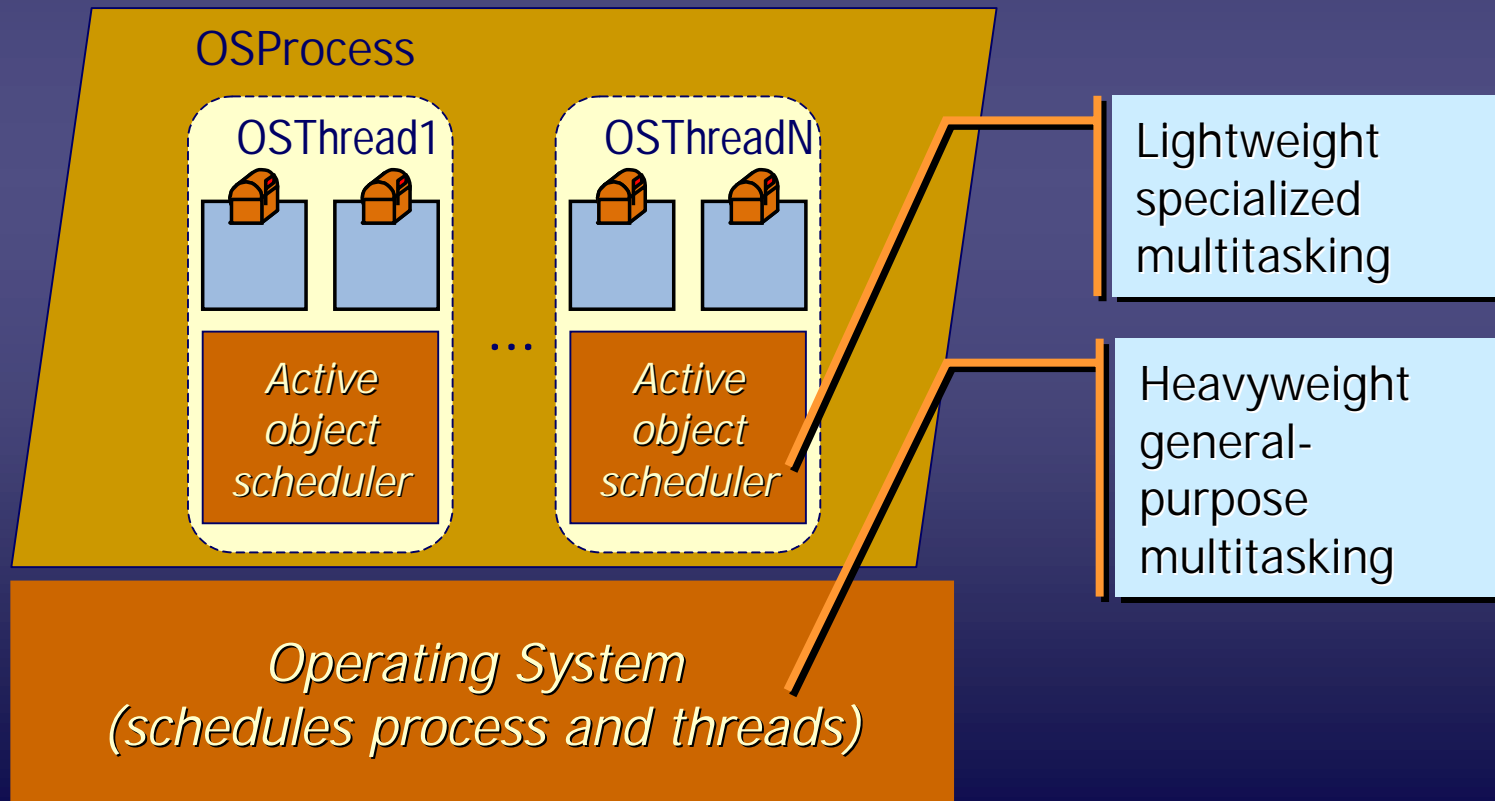 OSProcess
OSThread1
OSThreadN
Active
object
scheduler
...
Active
object
scheduler
Lightweight
specialized
multitasking
Heavyweight
general-
purpose
multitasking
Operating System
(schedules process and threads)